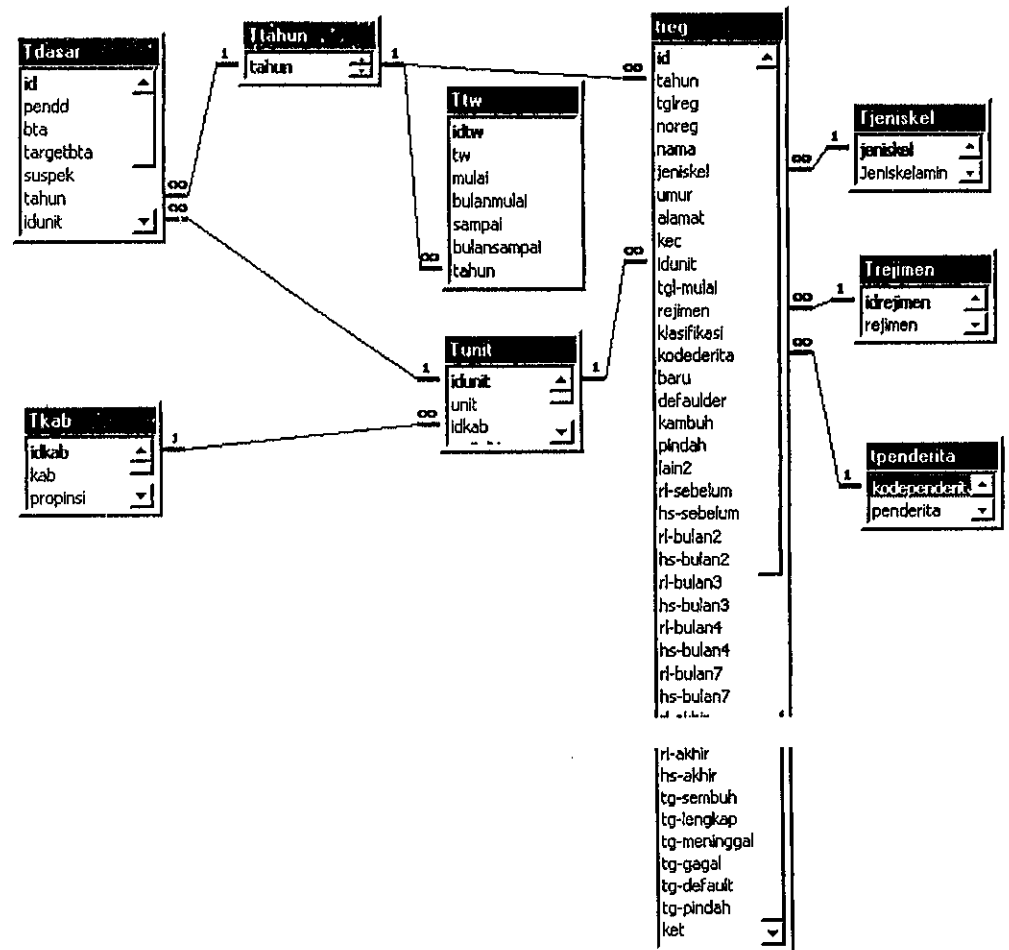 Tdasar
id
pendd
bta
targetbta
suspek
tahun
idunit
1
Ttahun
tahun
1
Ttw
idtw
tw
mulai
bulanmulai
sampai
bulansampai
tahun
∞
∞
∞
∞
Tkab
idkab
kab
propinsi
1
Tunit
idunit
unit
idkab
1
∞
1
treg
id
tahun
tglreg
noreg
nama
jeniskel
umur
alamat
kec
Idunit
tgl-mulai
rejimen
klasifikasi
kodederita
baru
defaulder
kambuh
pindah
lain2
rl-sebelum
hs-sebelum
rl-bulan2
hs-bulan2
rl-bulan3
hs-bulan3
rl-bulan4
hs-bulan4
rl-bulan7
hs-bulan7
rl-akhir
rl-akhir
hs-akhir
tg-sembuh
tg-lengkap
tg-meninggal
tg-gagal
tg-default
tg-pindah
ket
∞
∞
∞
∞
1
Tjeniskel
jeniskel
Jeniskelamin
1
Trejimen
idrejimen
rejimen
1
tpenderita
kodependerita
penderita